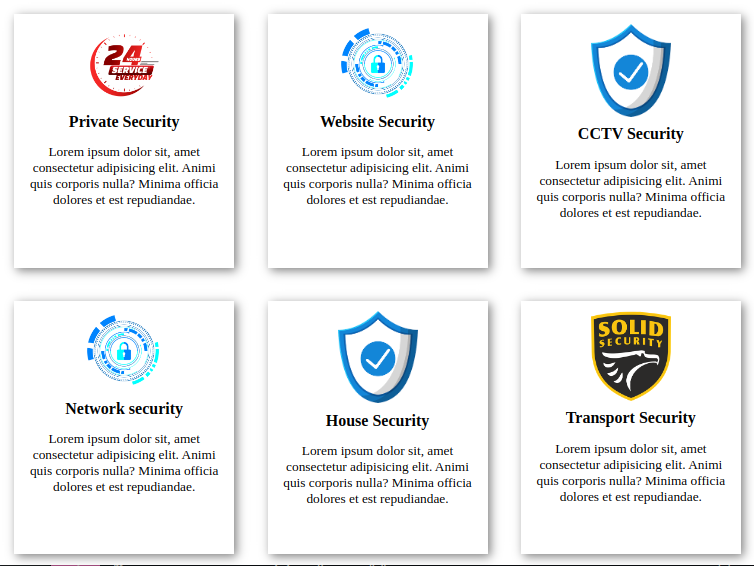 24
HOURS
SERVICE
EVERYDAY
Private Security
Lorem ipsum dolor sit, amet
consectetur adipisicing elit. Animi
quis corporis nulla? Minima officia
dolores et est repudiandae.
Website Security
Lorem ipsum dolor sit, amet
consectetur adipisicing elit. Animi
quis corporis nulla? Minima officia
dolores et est repudiandae.
CCTV Security
Lorem ipsum dolor sit, amet
consectetur adipisicing elit. Animi
quis corporis nulla? Minima officia
dolores et est repudiandae.
Network security
Lorem ipsum dolor sit, amet
consectetur adipisicing elit. Animi
quis corporis nulla? Minima officia
dolores et est repudiandae.
House Security
Lorem ipsum dolor sit, amet
consectetur adipisicing elit. Animi
quis corporis nulla? Minima officia
dolores et est repudiandae.
SOLID
SECURITY
Transport Security
Lorem ipsum dolor sit, amet
consectetur adipisicing elit. Animi
quis corporis nulla? Minima officia
dolores et est repudiandae.